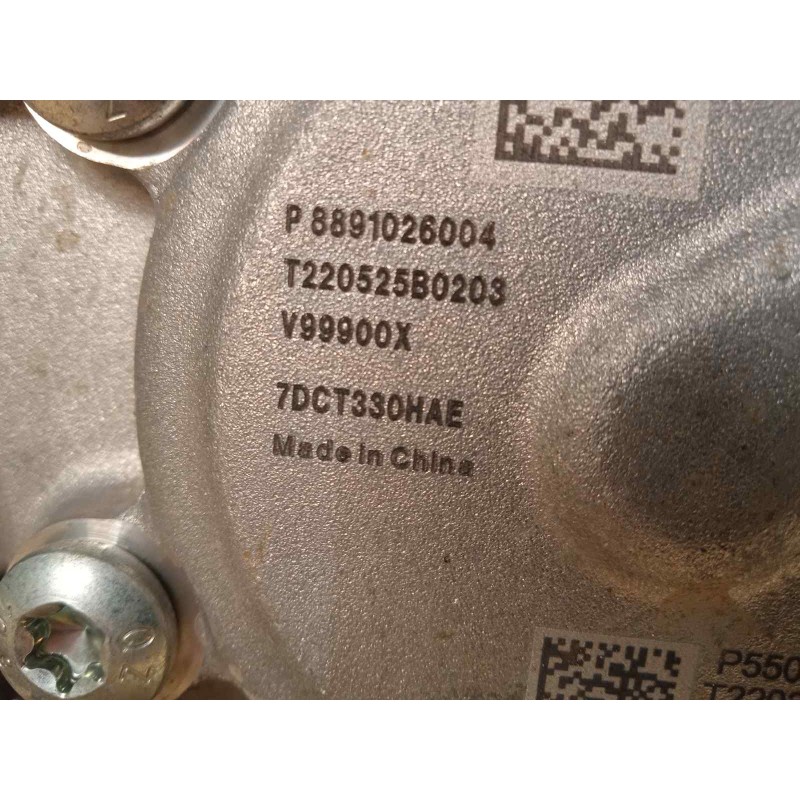 P 8891026004
T220525B0203
V99900X
7DCT330HAE
Made in China
P550